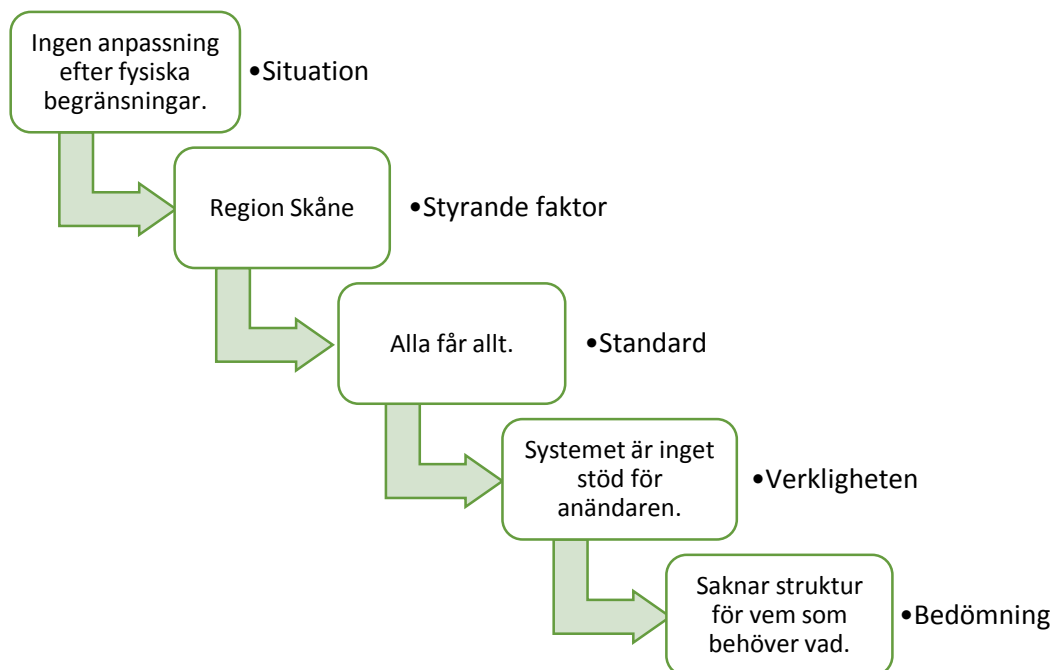 Ingen anpassning
efter fysiska
begränsningar.
•Situation
Region Skåne
•Styrande faktor
Alla får allt.
•Standard
Systemet är inget
stöd för
anändaren.
•Verkligheten
Saknar struktur
för vem som
behöver vad.
•Bedömning